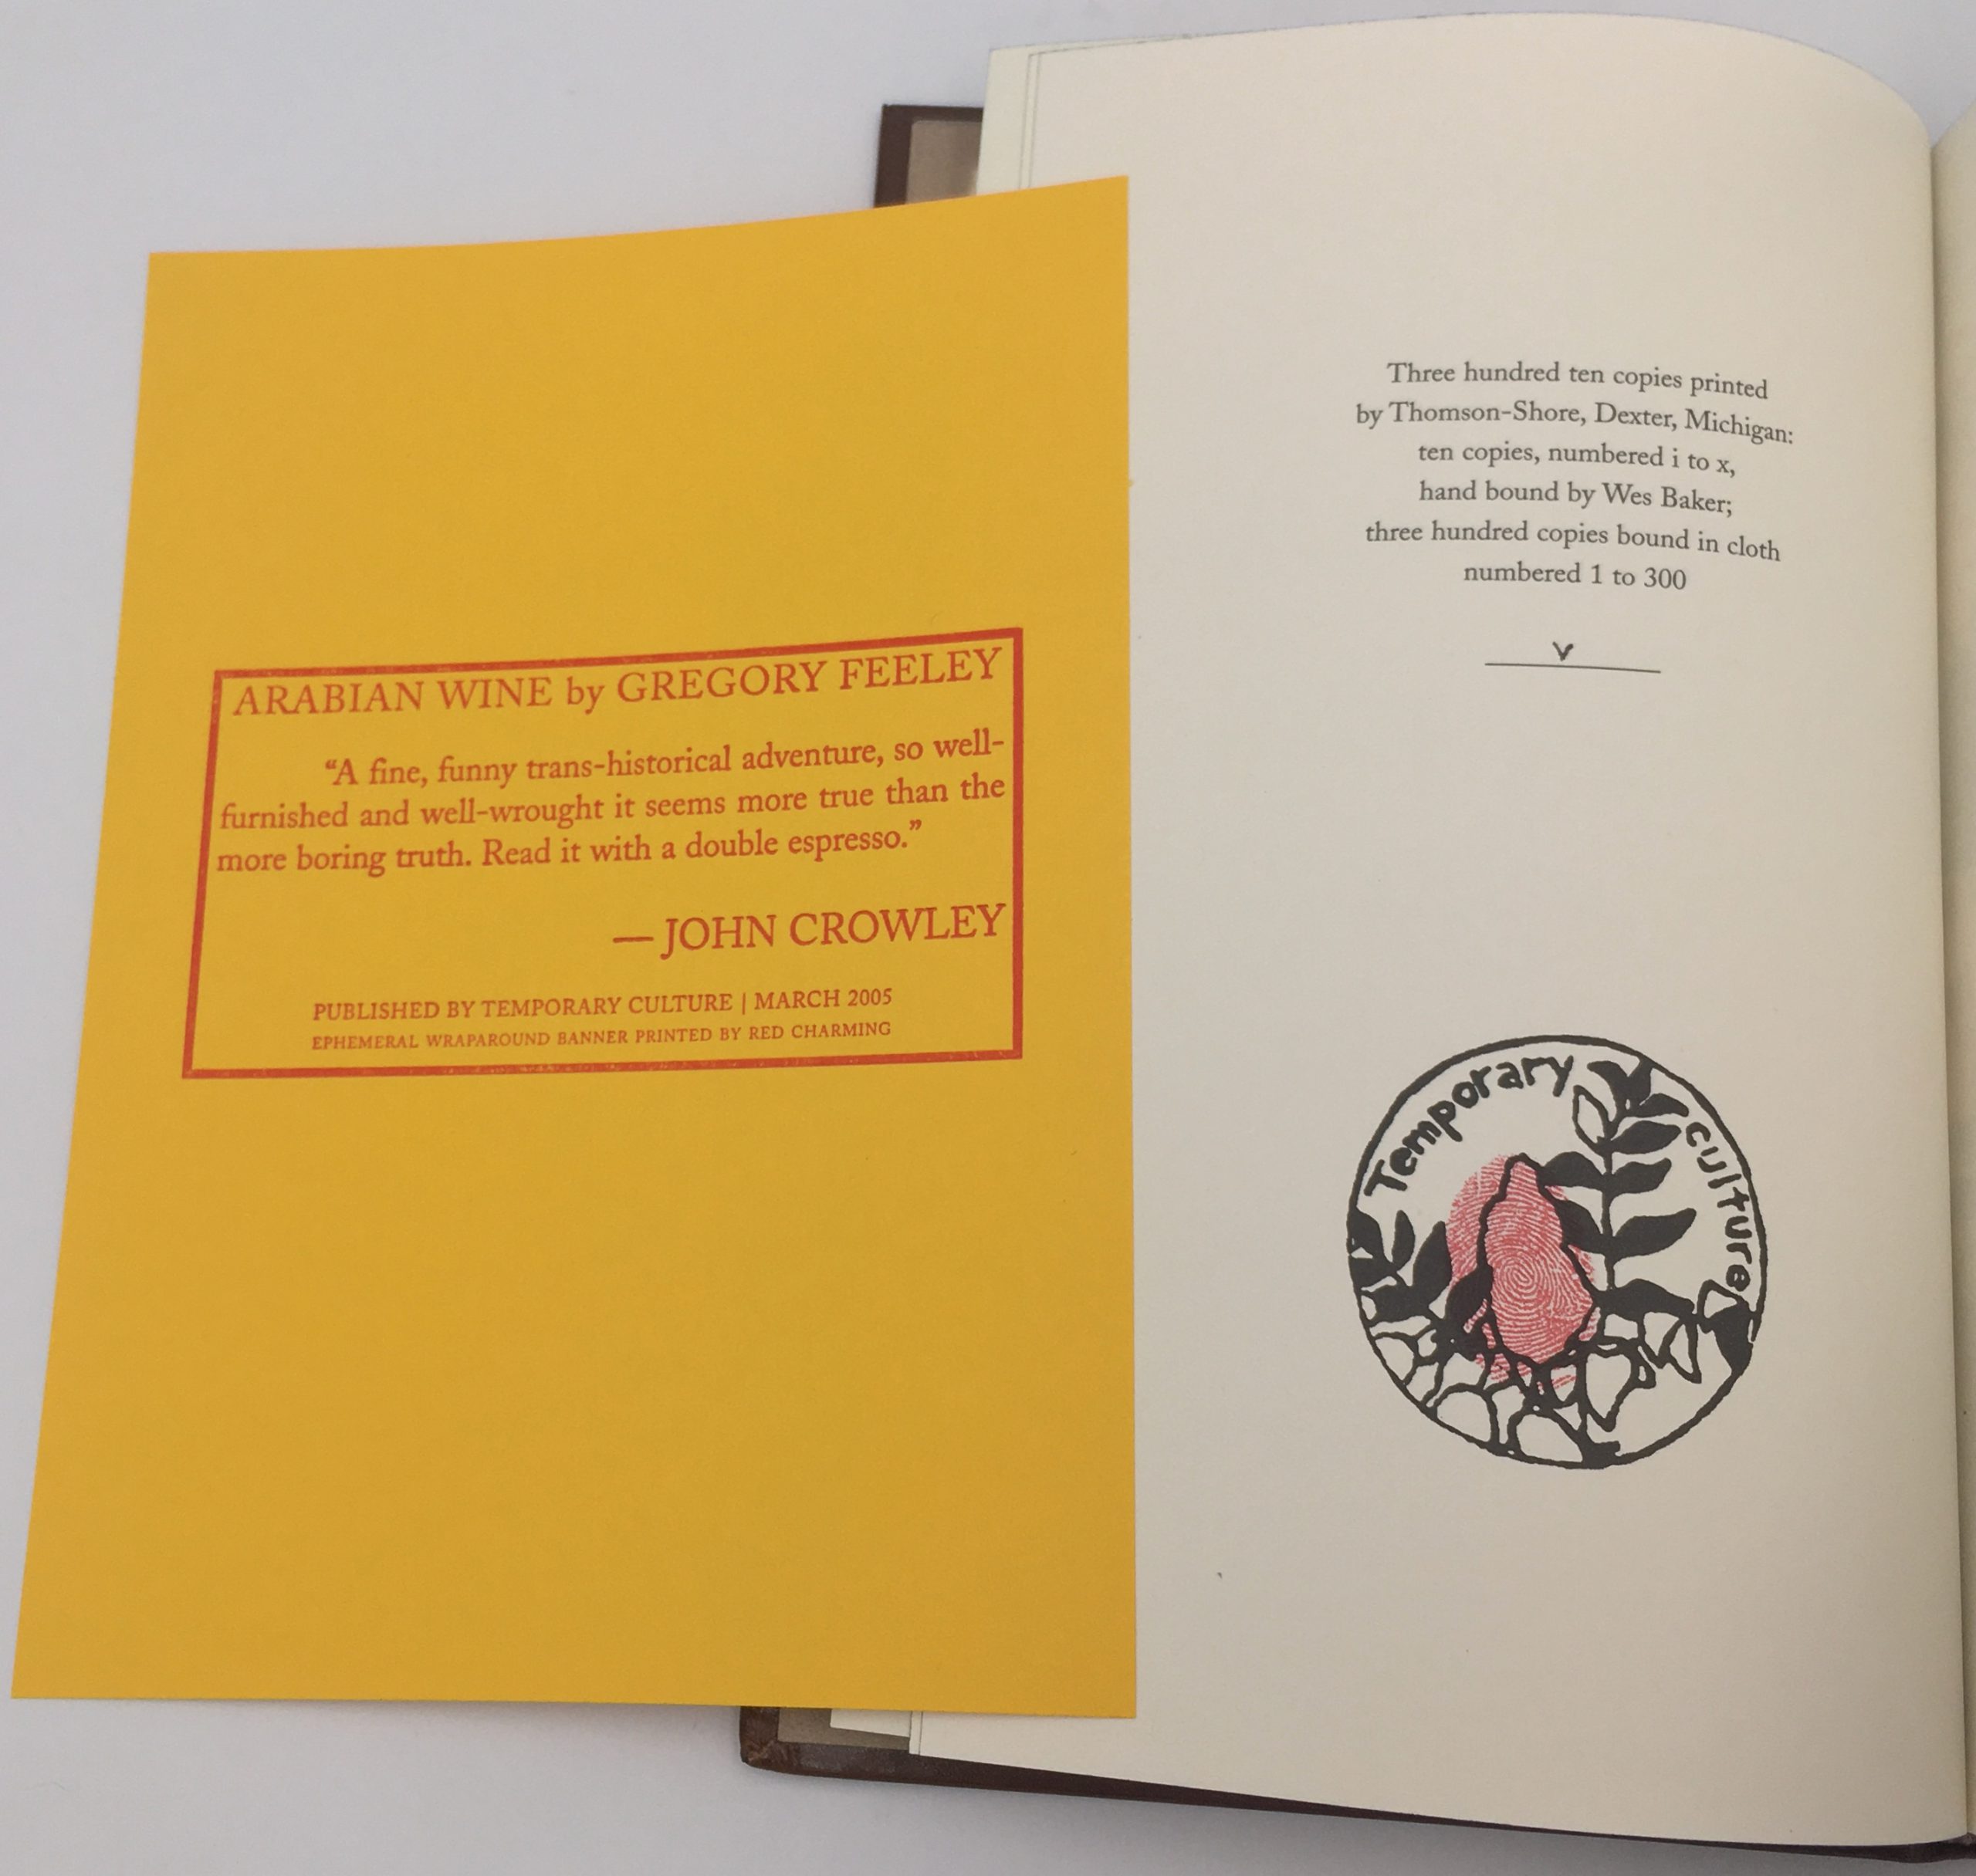 ARABIAN WINE by GREGORY FEELEY
“A fine, funny trans-historical adventure, so well-
furnished and well-wrought it seems more true than the
more boring truth. Read it with a double espresso.”
— JOHN CROWLEY
PUBLISHED BY TEMPORARY CULTURE | MARCH 2005
EPHEMERAL WRAPAROUND BANNER PRINTED BY RED CHARMING
Three hundred ten copies printed
by Thomson-Shore, Dexter, Michigan:
ten copies, numbered i to x,
hand bound by Wes Baker;
three hundred copies bound in cloth
numbered 1 to 300
v
Temporary culture